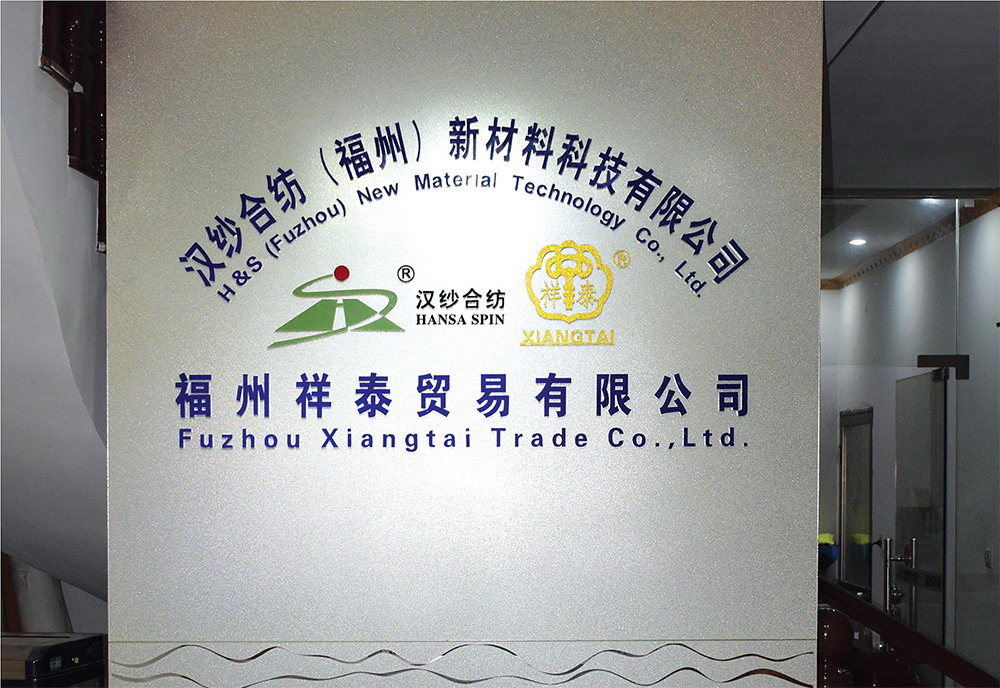 汉纱合纺（福州）新材料科技有限公司
H&S (Fuzhou) New Material Technology Co., Ltd.
®
汉纱合纺
HANSA SPIN
®
祥泰
XIANGTAI
福州祥泰贸易有限公司
Fuzhou Xiangtai Trade Co.,Ltd.